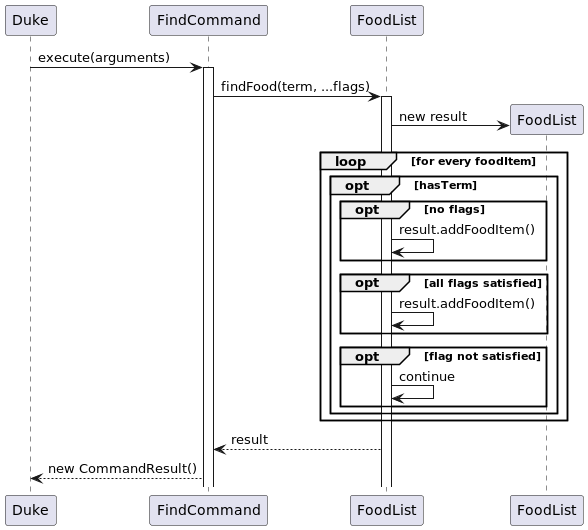 Duke FindCommand FoodList
execute(arguments)
findFood(term, ...flags)
new result
FoodList
loop [for every foodItem]
opt [hasTerm]
opt [no flags]
result.addFoodItem()
opt [all flags satisfied]
result.addFoodItem()
opt [flag not satisfied]
continue
result
new CommandResult()
Duke FindCommand FoodList FoodList